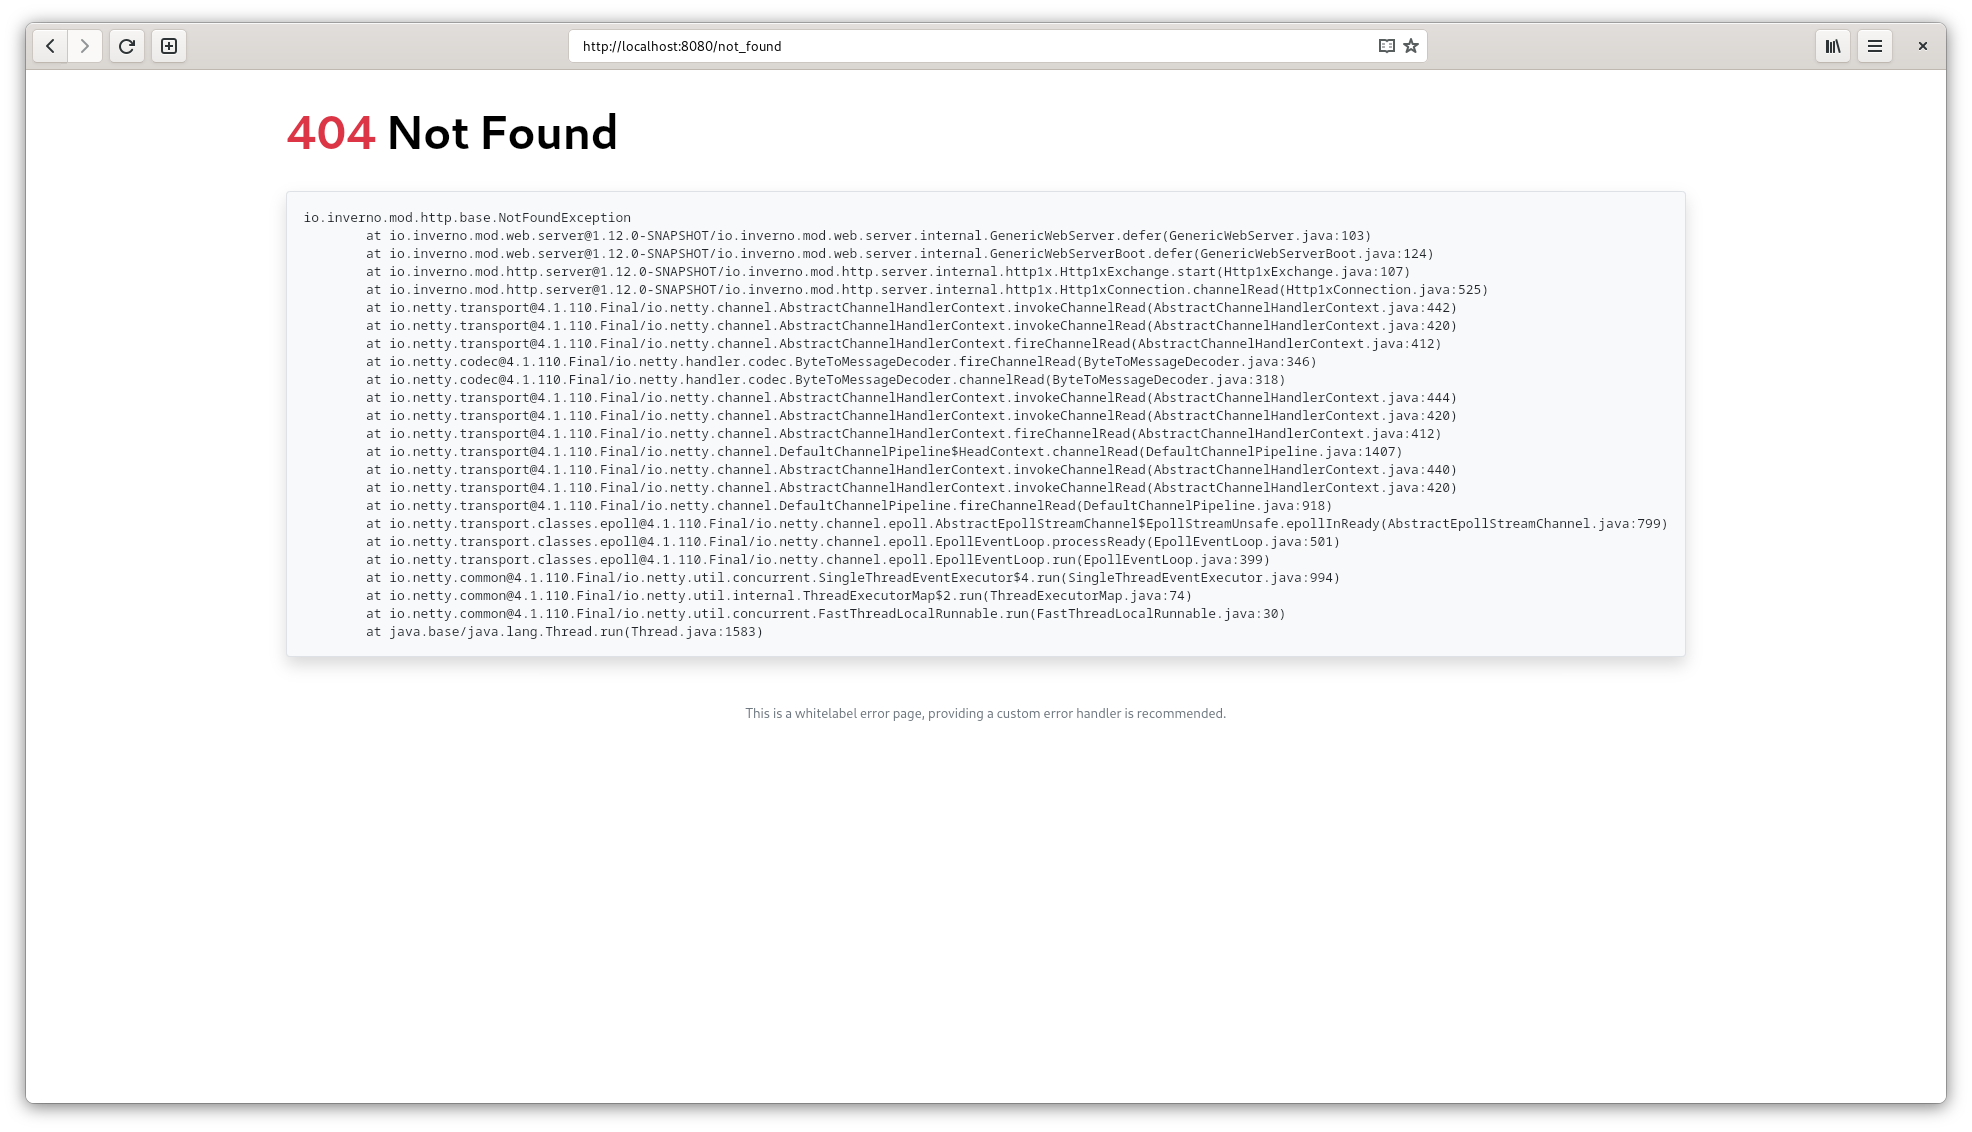 http://localhost:8080/not_found
404 Not Found
io.inverno.mod.http.base.NotFoundException
at io.inverno.mod.web.server@1.12.0-SNAPSHOT/io.inverno.mod.web.server.internal.GenericWebServer.defer(GenericWebServer.java:103)
at io.inverno.mod.web.server@1.12.0-SNAPSHOT/io.inverno.mod.web.server.internal.GenericWebServerBoot.defer(GenericWebServerBoot.java:124)
at io.inverno.mod.http.server@1.12.0-SNAPSHOT/io.inverno.mod.http.server.internal.http1x.Http1xExchange.start(Http1xExchange.java:107)
at io.inverno.mod.http.server@1.12.0-SNAPSHOT/io.inverno.mod.http.server.internal.http1x.Http1xConnection.channelRead(Http1xConnection.java:525)
at io.netty.transport@4.1.110.Final/io.netty.channel.AbstractChannelHandlerContext.invokeChannelRead(AbstractChannelHandlerContext.java:442)
at io.netty.transport@4.1.110.Final/io.netty.channel.AbstractChannelHandlerContext.invokeChannelRead(AbstractChannelHandlerContext.java:420)
at io.netty.transport@4.1.110.Final/io.netty.channel.AbstractChannelHandlerContext.fireChannelRead(AbstractChannelHandlerContext.java:412)
at io.netty.codec@4.1.110.Final/io.netty.handler.codec.ByteToMessageDecoder.fireChannelRead(ByteToMessageDecoder.java:346)
at io.netty.codec@4.1.110.Final/io.netty.handler.codec.ByteToMessageDecoder.channelRead(ByteToMessageDecoder.java:318)
at io.netty.transport@4.1.110.Final/io.netty.channel.AbstractChannelHandlerContext.invokeChannelRead(AbstractChannelHandlerContext.java:444)
at io.netty.transport@4.1.110.Final/io.netty.channel.AbstractChannelHandlerContext.invokeChannelRead(AbstractChannelHandlerContext.java:420)
at io.netty.transport@4.1.110.Final/io.netty.channel.AbstractChannelHandlerContext.fireChannelRead(AbstractChannelHandlerContext.java:412)
at io.netty.transport@4.1.110.Final/io.netty.channel.DefaultChannelPipeline$HeadContext.channelRead(DefaultChannelPipeline.java:1407)
at io.netty.transport@4.1.110.Final/io.netty.channel.AbstractChannelHandlerContext.invokeChannelRead(AbstractChannelHandlerContext.java:440)
at io.netty.transport@4.1.110.Final/io.netty.channel.AbstractChannelHandlerContext.invokeChannelRead(AbstractChannelHandlerContext.java:420)
at io.netty.transport@4.1.110.Final/io.netty.channel.DefaultChannelPipeline.fireChannelRead(DefaultChannelPipeline.java:918)
at io.netty.transport.classes.epoll@4.1.110.Final/io.netty.channel.epoll.AbstractEpollStreamChannel$EpollStreamUnsafe.epollInReady(AbstractEpollStreamChannel.java:799)
at io.netty.transport.classes.epoll@4.1.110.Final/io.netty.channel.epoll.EpollEventLoop.processReady(EpollEventLoop.java:501)
at io.netty.transport.classes.epoll@4.1.110.Final/io.netty.channel.epoll.EpollEventLoop.run(EpollEventLoop.java:399)
at io.netty.common@4.1.110.Final/io.netty.util.concurrent.SingleThreadEventExecutor$4.run(SingleThreadEventExecutor.java:994)
at io.netty.common@4.1.110.Final/io.netty.util.internal.ThreadExecutorMap$2.run(ThreadExecutorMap.java:74)
at io.netty.common@4.1.110.Final/io.netty.util.concurrent.FastThreadLocalRunnable.run(FastThreadLocalRunnable.java:30)
at java.base/java.lang.Thread.run(Thread.java:1583)
This is a whitelabel error page, providing a custom error handler is recommended.